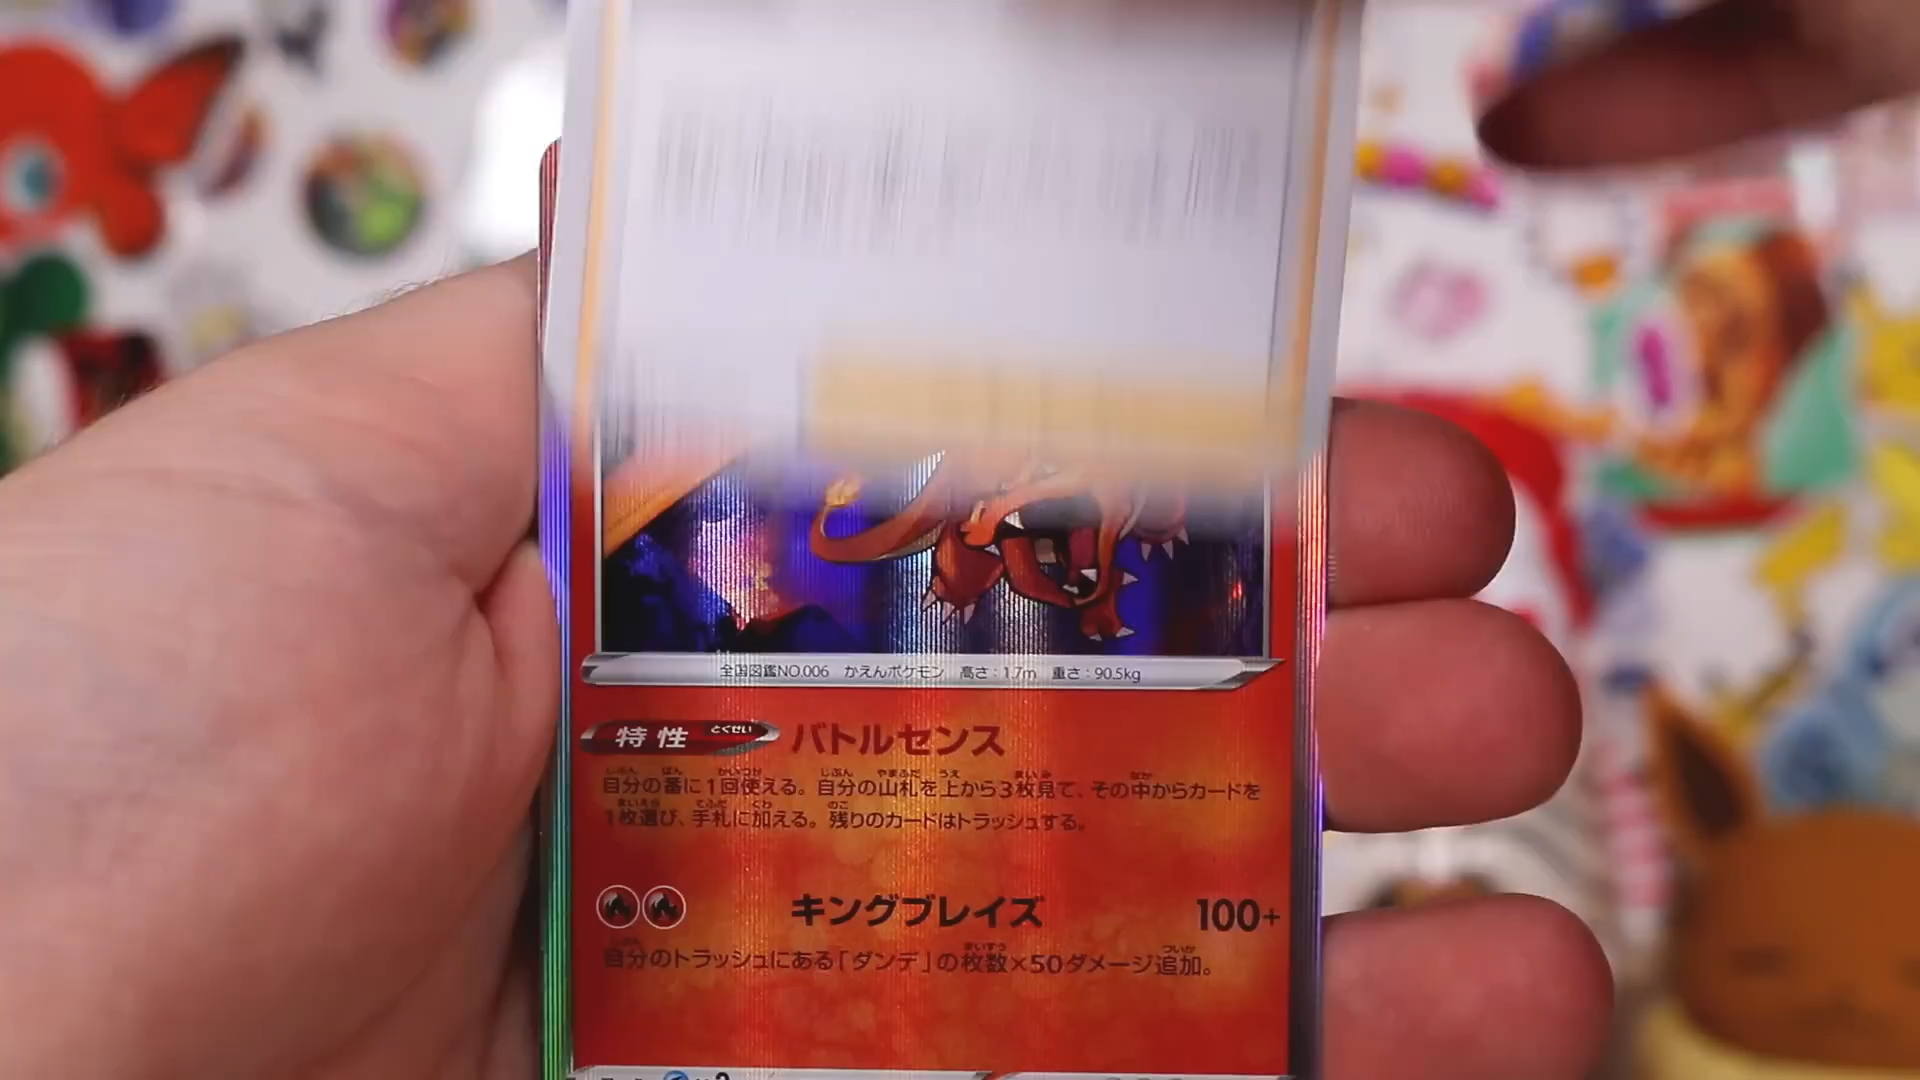 全国図鑑NO.006 かえんポケモン 高さ:1.7m 重さ:90.5kg
特性 とくせい バトルセンス
自分の番に1回使える。自分の山札を上から3枚見て、その中からカードを
1枚選び、手札に加える。残りのカードはトラッシュする。
キングブレイズ 100+
自分のトラッシュにある「ダンデ」の枚数×50ダメージ追加。